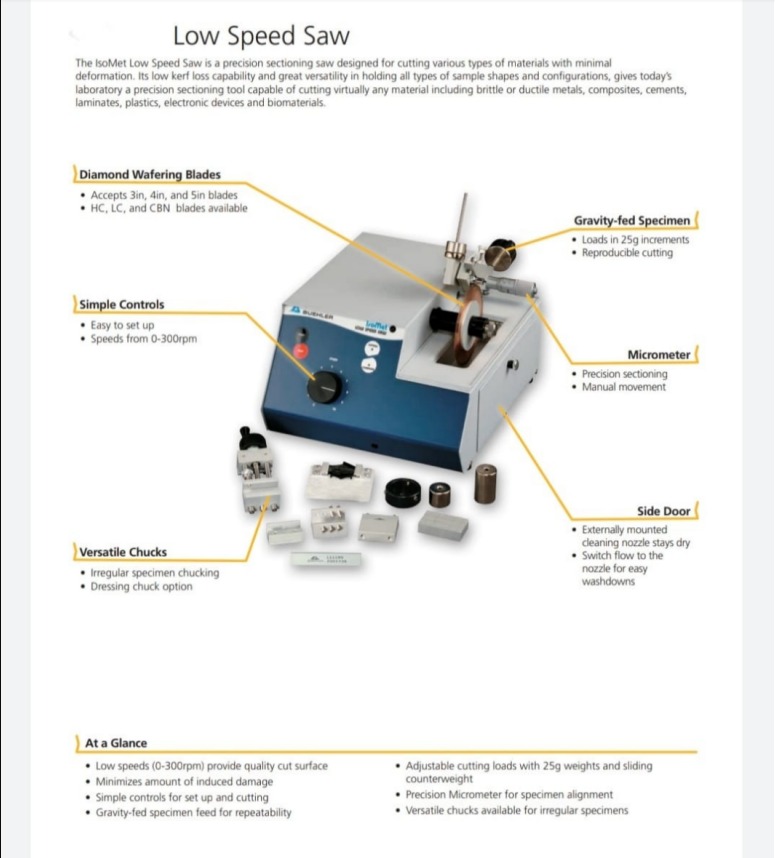 Low Speed Saw
The IsoMet Low Speed Saw is a precision sectioning saw designed for cutting various types of materials with minimal
deformation. Its low kerf loss capability and great versatility in holding all types of sample shapes and configurations, gives today's
laboratory a precision sectioning tool capable of cutting virtually any material including brittle or ductile metals, composites, cements,
laminates, plastics, electronic devices and biomaterials.
Diamond Wafering Blades
• Accepts 3in, 4in, and 5in blades
• HC, LC, and CBN blades available
Gravity-fed Specimen
• Loads in 25g increments
• Reproducible cutting
Simple Controls
• Easy to set up
• Speeds from 0-300rpm
BUEHLER
IsoMet
Micrometer
• Precision sectioning
• Manual movement
Side Door
• Externally mounted
cleaning nozzle stays dry
• Switch flow to the
nozzle for easy
washdowns
Versatile Chucks
• Irregular specimen chucking
• Dressing chuck option
At a Glance
• Low speeds (0-300rpm) provide quality cut surface
• Minimizes amount of induced damage
• Simple controls for set up and cutting
• Gravity-fed specimen feed for repeatability
• Adjustable cutting loads with 25g weights and sliding
counterweight
• Precision Micrometer for specimen alignment
• Versatile chucks available for irregular specimens